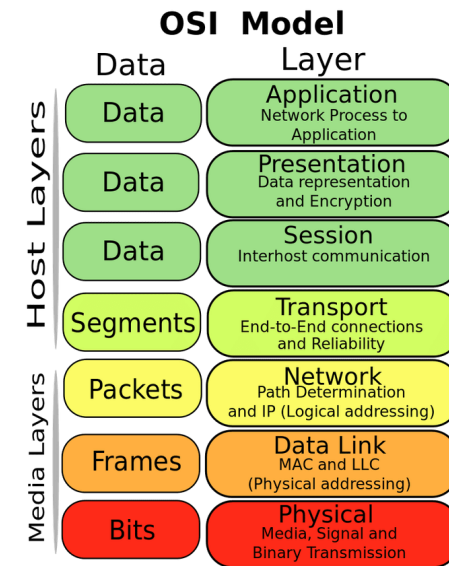 OSI Model
Data
Layer
Host Layers
Data
Application
Network Process to
Application
Data
Presentation
Data representation
and Encryption
Data
Session
Interhost communication
Segments
Transport
End-to-End connections
and Reliability
Media Layers
Packets
Network
Path Determination
and IP (Logical addressing)
Frames
Data Link
MAC and LLC
(Physical addressing)
Bits
Physical
Media, Signal and
Binary Transmission